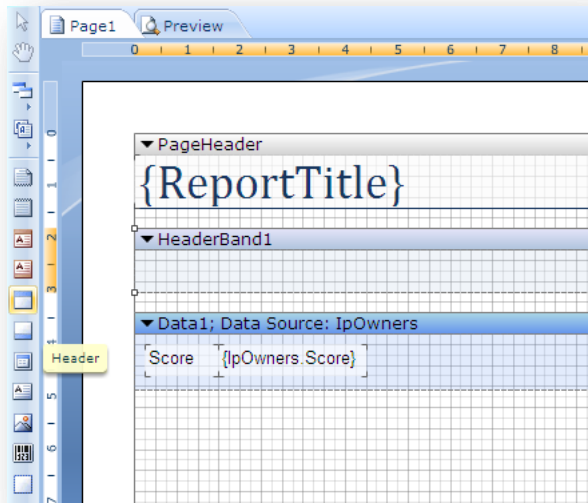 Page1 Preview
0 1 2 3 4 5 6 7 8
PageHeader
{ReportTitle}
HeaderBand1
Data1; Data Source: IpOwners
Score {IpOwners.Score}
Header
0
1
2
3
5
6